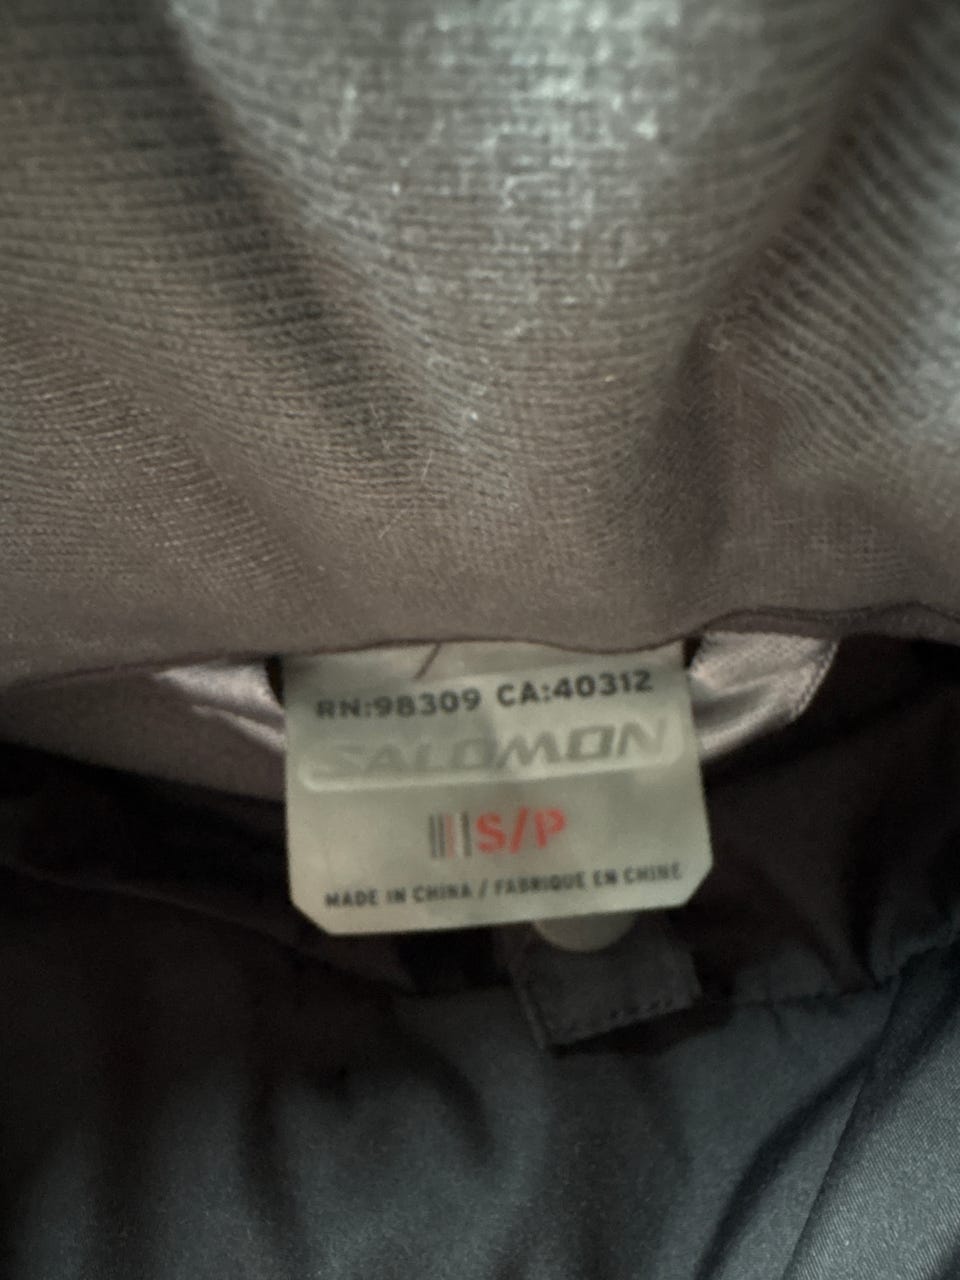 RN:98309 CA:40312
SALOMON
S/P
MADE IN CHINA / FABRIQUE EN CHINE